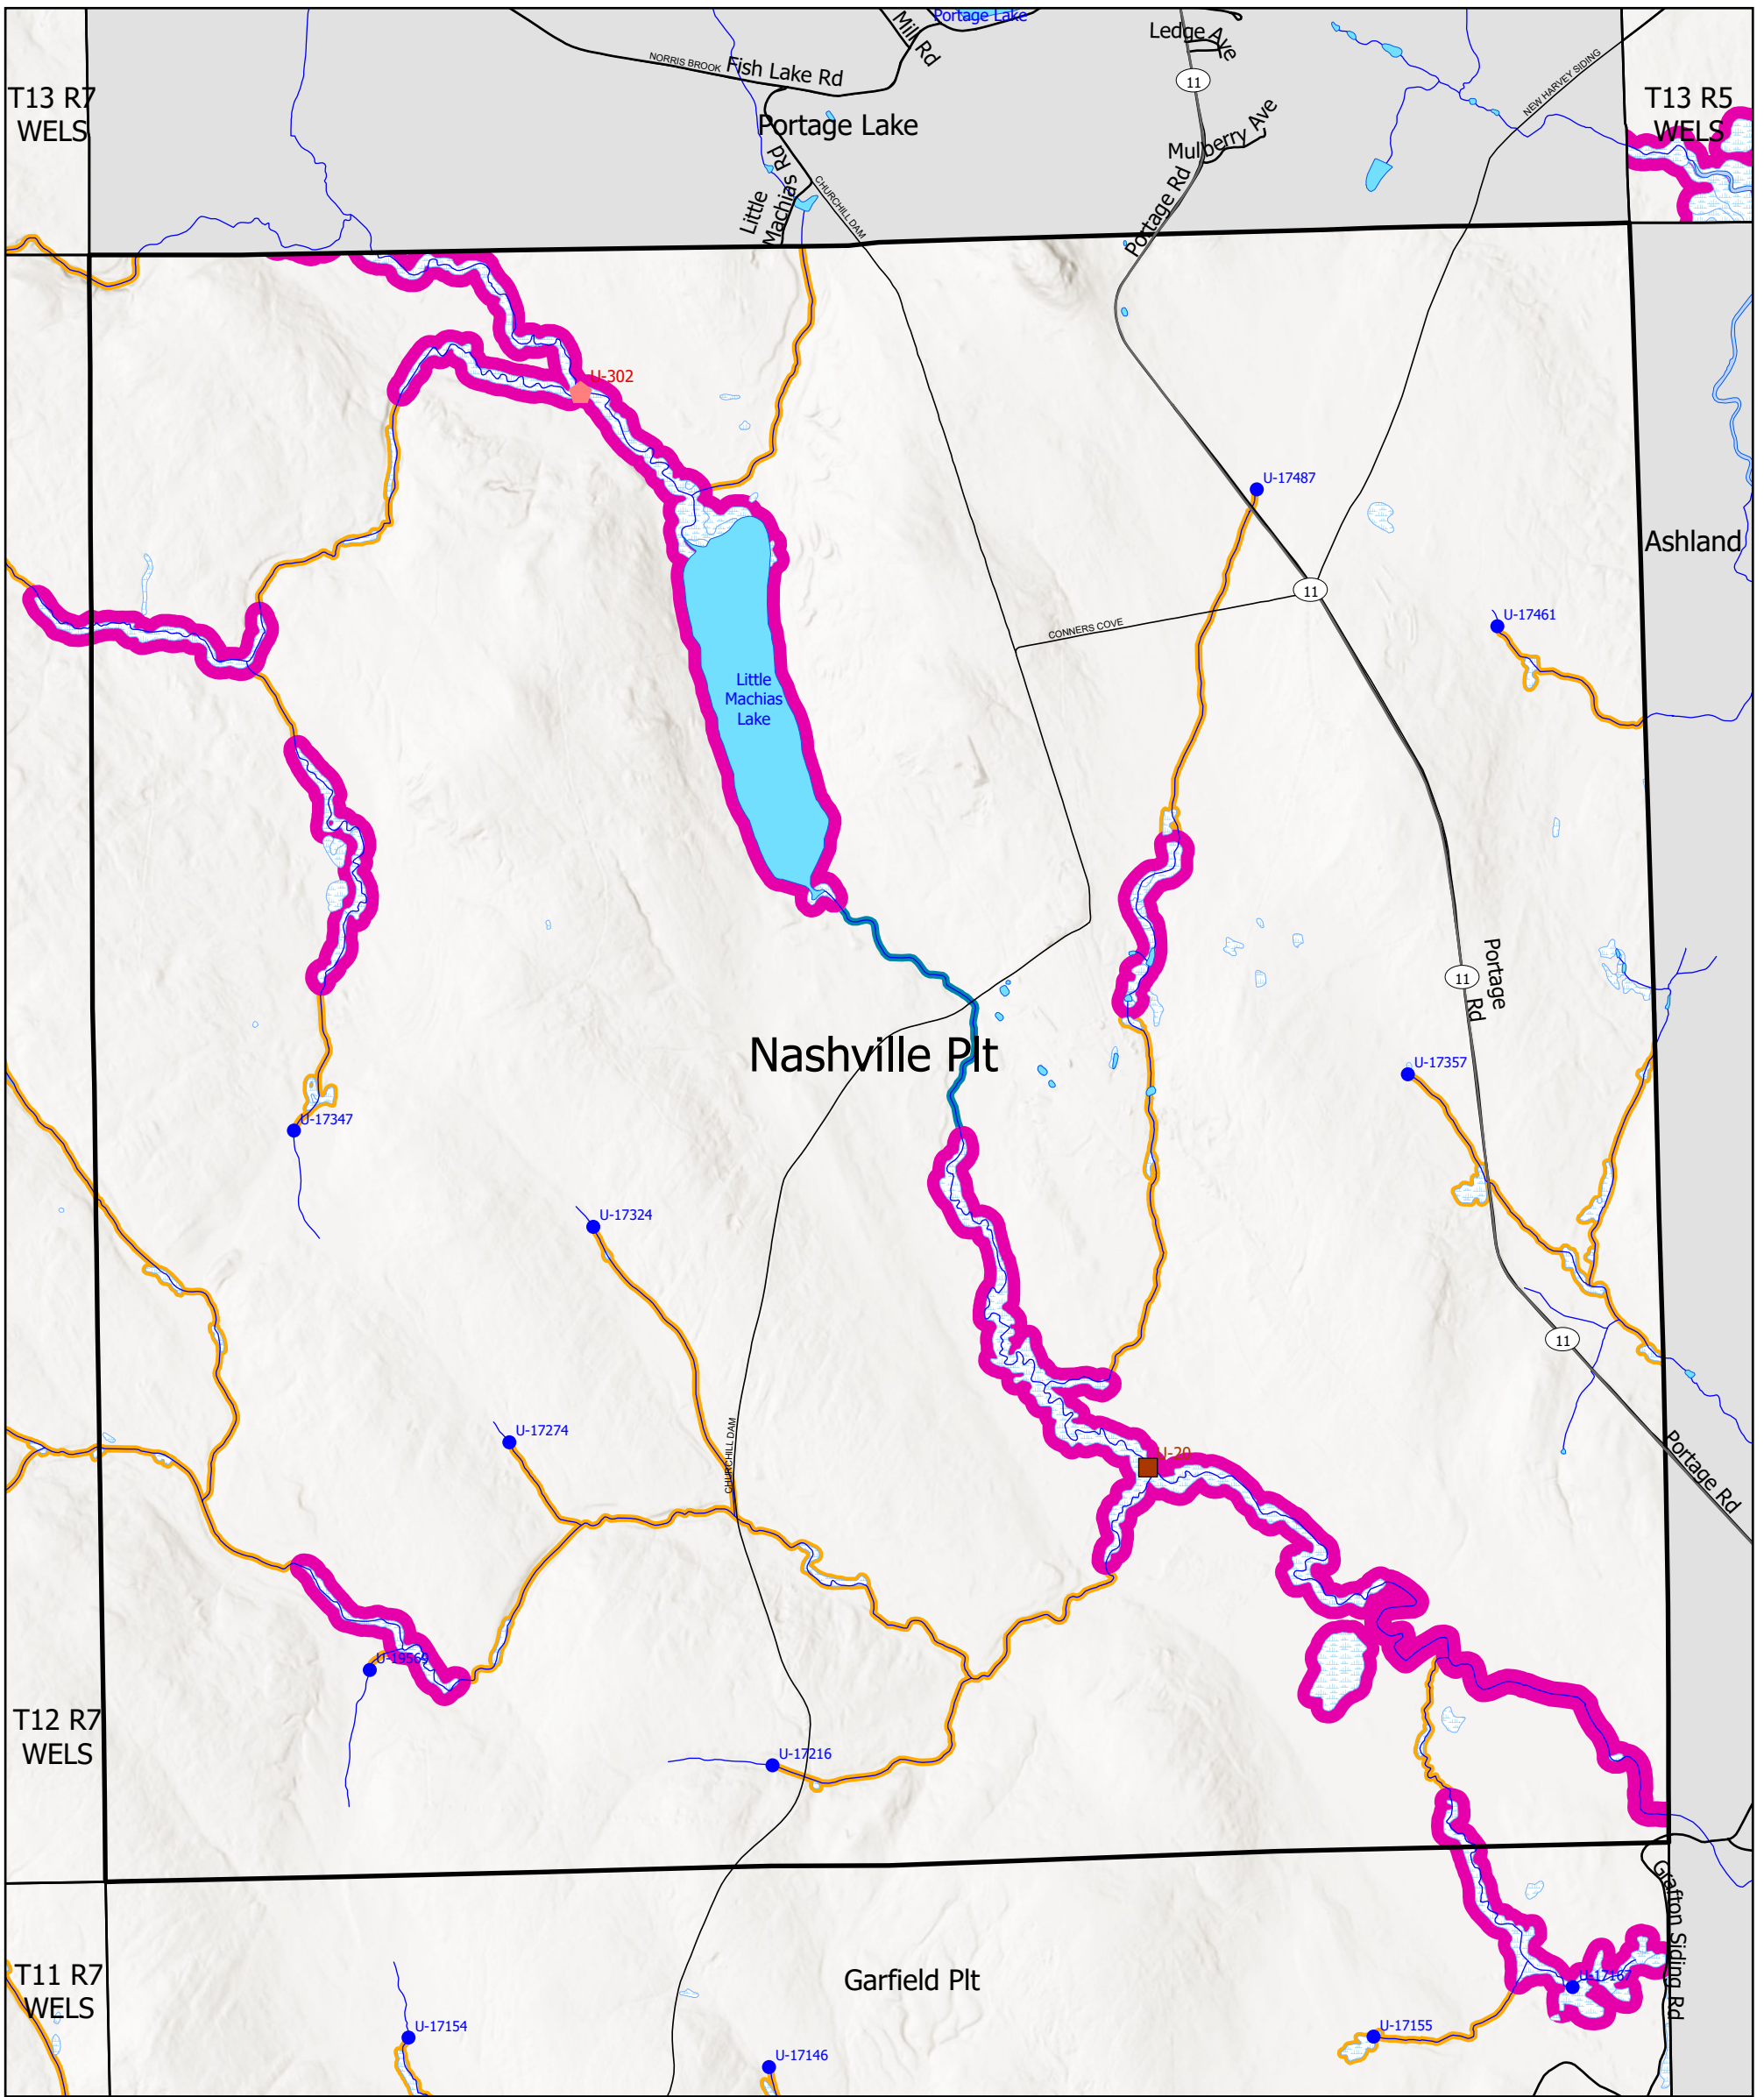 Portage Lake
Mill Rd
Ledge Ave
NORRIS BROOK
Fish Lake Rd
11
NEW HARVEY SIDING
T13 R7
WELS
T13 R5
WELS
Portage Lake
Mulberry Ave
Little
Machias Rd
CHURCHILL DAM
Portage Rd
U-302
U-17487
Ashland
11
U-17461
CONNERS COVE
Little
Machias
Lake
Portage
Rd
11
Nashville Plt
U-17357
U-17347
U-17324
11
U-17274
CHURCHILL DAM
U-20
Portage Rd
U-19569
T12 R7
WELS
U-17216
Grafton Siding Rd
T11 R7
WELS
Garfield Plt
U-17167
U-17154
U-17155
U-17146